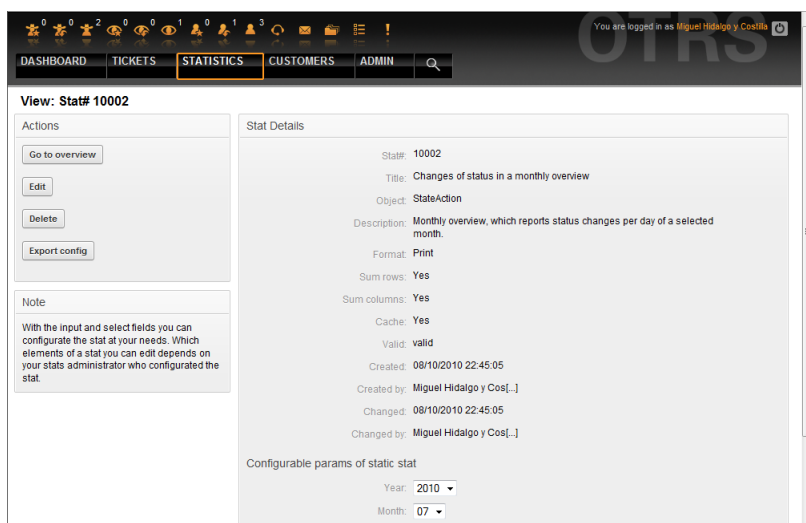 0 0 2 0 0 1 0 1 3
OTRS
You are logged in as Miguel Hidalgo y Costilla
DASHBOARD TICKETS STATISTICS CUSTOMERS ADMIN
View: Stat# 10002
Actions
Go to overview
Edit
Delete
Export config
Note
With the input and select fields you can
configurate the stat at your needs. Which
elements of a stat you can edit depends on
your stats administrator who configurated the
stat.
Stat Details
Stat#: 10002
Title: Changes of status in a monthly overview
Object: StateAction
Description: Monthly overview, which reports status changes per day of a selected
month.
Format: Print
Sum rows: Yes
Sum columns: Yes
Cache: Yes
Valid: valid
Created: 08/10/2010 22:45:05
Created by: Miguel Hidalgo y Cos[...]
Changed: 08/10/2010 22:45:05
Changed by: Miguel Hidalgo y Cos[...]
Configurable params of static stat
Year: 2010
Month: 07